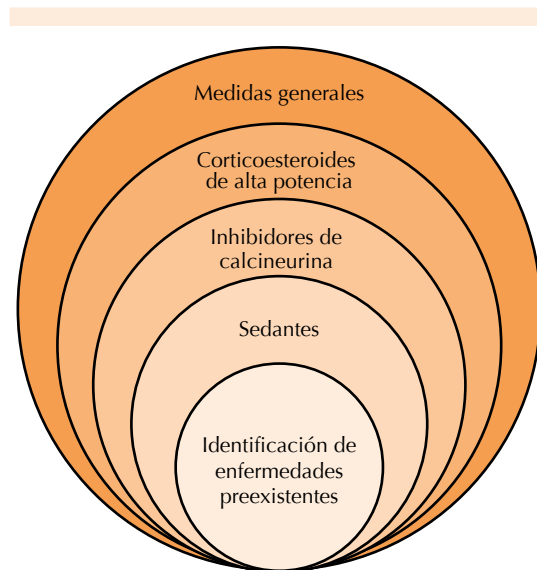 Medidas generales
Corticoesteroides
de alta potencia
Inhibidores de
calcineurina
Sedantes
Identificación de
enfermedades
preexistentes